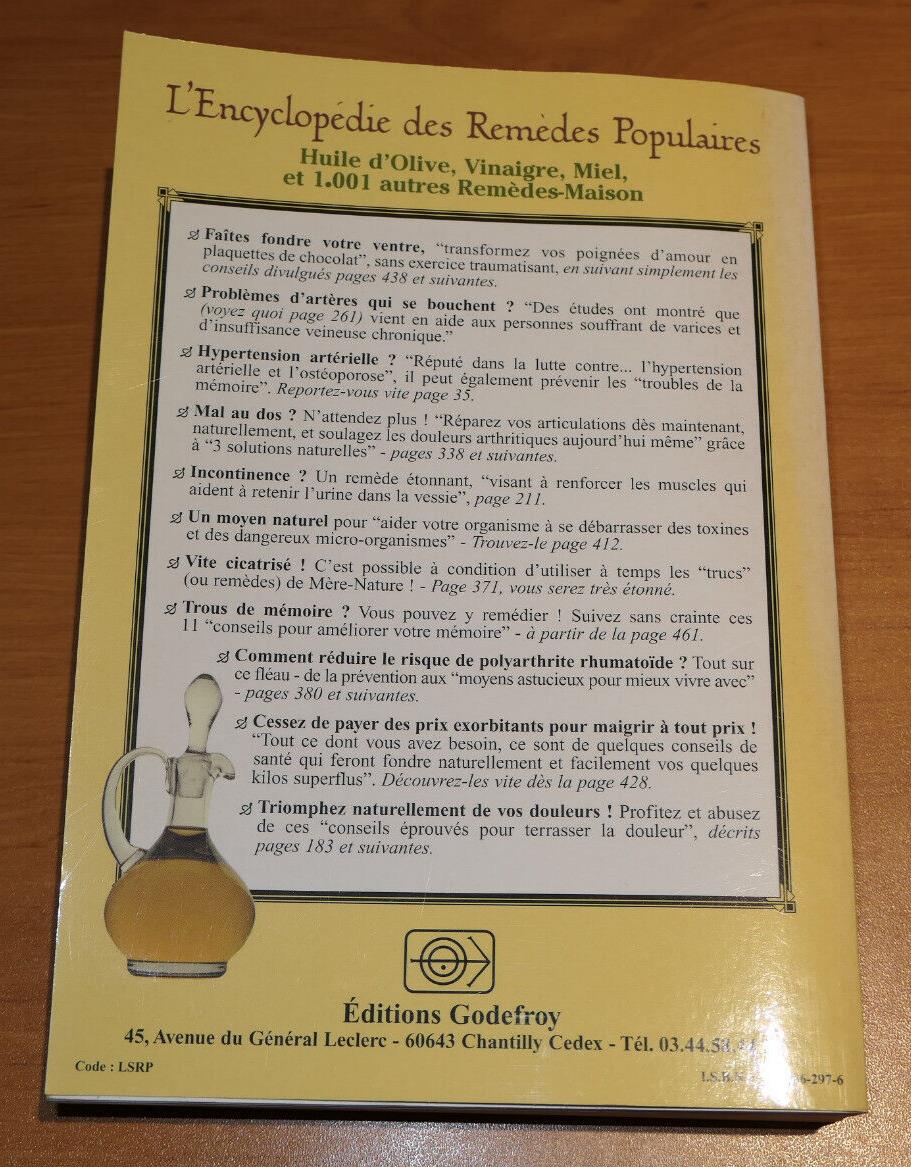 L'Encyclopédie des Remèdes Populaires
Huile d'Olive, Vinaigre, Miel,
et 1.001 autres Remèdes-Maison
Faîtes fondre votre ventre, “transformez vos poignées d'amour en
plaquettes de chocolat”, sans exercice traumatisant, en suivant simplement les
conseils divulgués pages 438 et suivantes.
Problèmes d'artères qui se bouchent ? “Des études ont montré que
(voyez quoi page 261) vient en aide aux personnes souffrant de varices et
d'insuffisance veineuse chronique.”
Hypertension artérielle ? “Réputé dans la lutte contre... l'hypertension
artérielle et l'ostéoporose”, il peut également prévenir les “troubles de la
mémoire”. Reportez-vous vite page 35.
Mal au dos ? N'attendez plus ! “Réparez vos articulations dès maintenant,
naturellement, et soulagez les douleurs arthritiques aujourd'hui même” grâce
à “3 solutions naturelles” - pages 338 et suivantes.
Incontinence ? Un remède étonnant, “visant à renforcer les muscles qui
aident à retenir l'urine dans la vessie”, page 211.
Un moyen naturel pour “aider votre organisme à se débarrasser des toxines
et des dangereux micro-organismes” - Trouvez-le page 412.
Vite cicatrisé ! C'est possible à condition d'utiliser à temps les “trucs”
(ou remèdes) de Mère-Nature ! - Page 371, vous serez très étonné.
Trous de mémoire ? Vous pouvez y remédier ! Suivez sans crainte ces
11 “conseils pour améliorer votre mémoire” - à partir de la page 461.
Comment réduire le risque de polyarthrite rhumatoïde ? Tout sur
ce fléau - de la prévention aux “moyens astucieux pour mieux vivre avec”
- pages 380 et suivantes.
Cessez de payer des prix exorbitants pour maigrir à tout prix !
“Tout ce dont vous avez besoin, ce sont de quelques conseils de
santé qui feront fondre naturellement et facilement vos quelques
kilos superflus”. Découvrez-les vite dès la page 428.
Triomphez naturellement de vos douleurs ! Profitez et abusez
de ces “conseils éprouvés pour terrasser la douleur”, décrits
pages 183 et suivantes.
Éditions Godefroy
45, Avenue du Général Leclerc - 60643 Chantilly Cedex - Tél. 03.44.58.
Code : LSRP
6-297-6